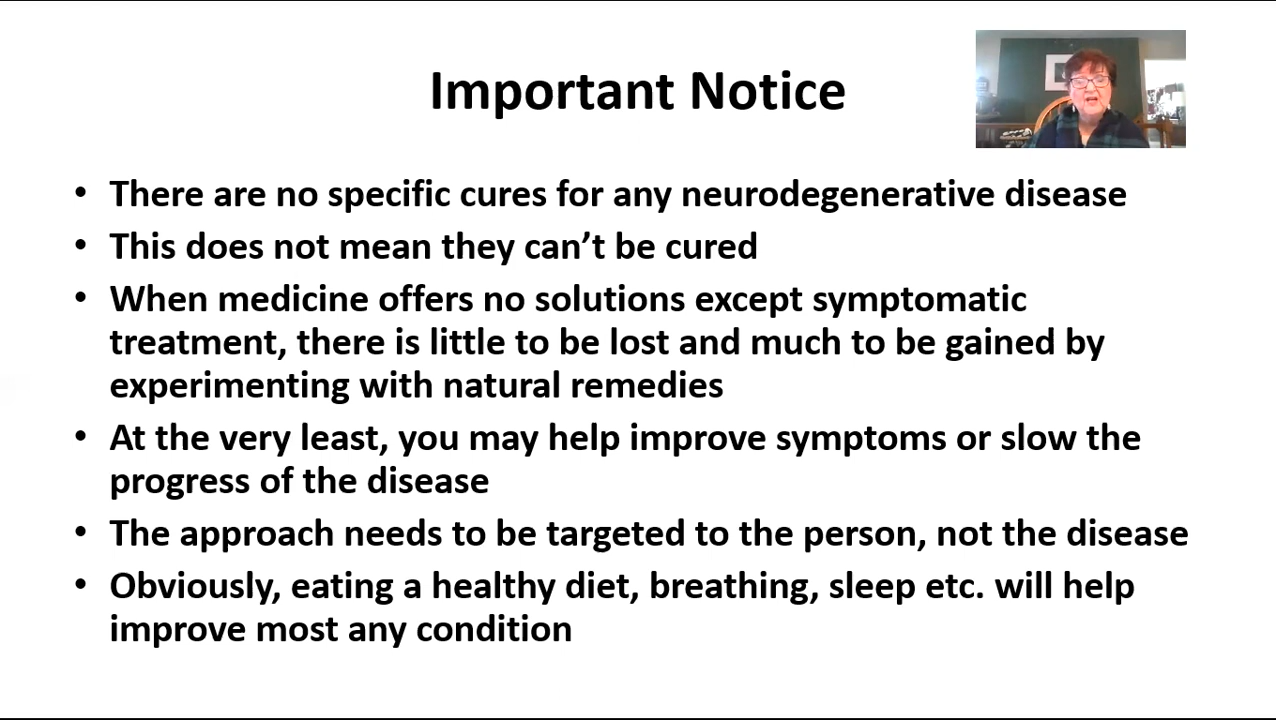 Important Notice
• There are no specific cures for any neurodegenerative disease
• This does not mean they can’t be cured
• When medicine offers no solutions except symptomatic
treatment, there is little to be lost and much to be gained by
experimenting with natural remedies
• At the very least, you may help improve symptoms or slow the
progress of the disease
• The approach needs to be targeted to the person, not the disease
• Obviously, eating a healthy diet, breathing, sleep etc. will help
improve most any condition